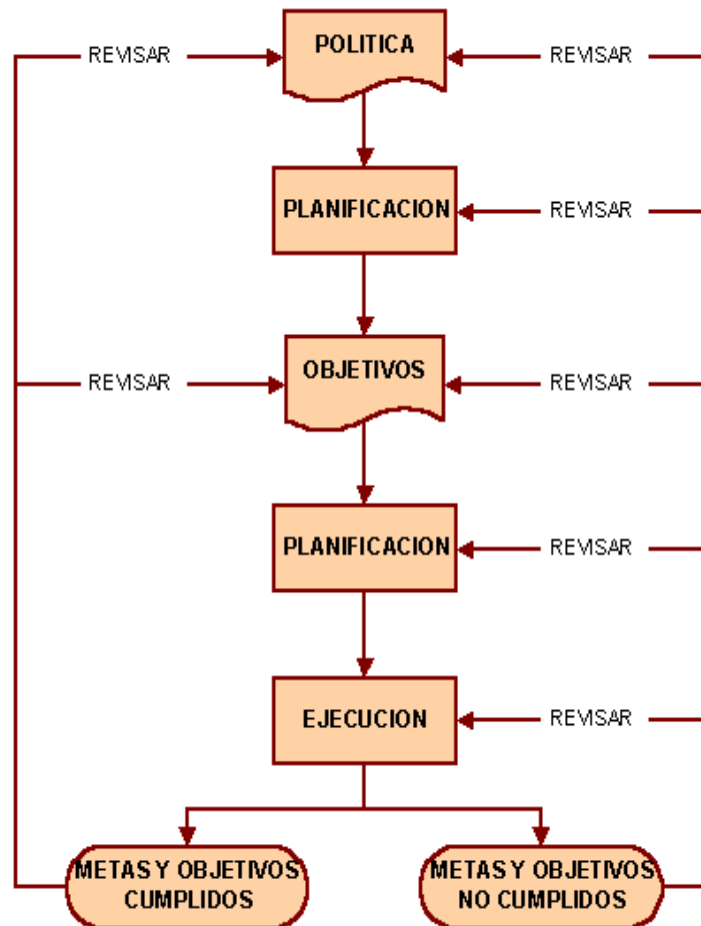 REVISAR
POLITICA
REVISAR
PLANIFICACION
REVISAR
REVISAR
OBJETIVOS
REVISAR
PLANIFICACION
REVISAR
EJECUCION
REVISAR
METAS Y OBJETIVOS
CUMPLIDOS
METAS Y OBJETIVOS
NO CUMPLIDOS